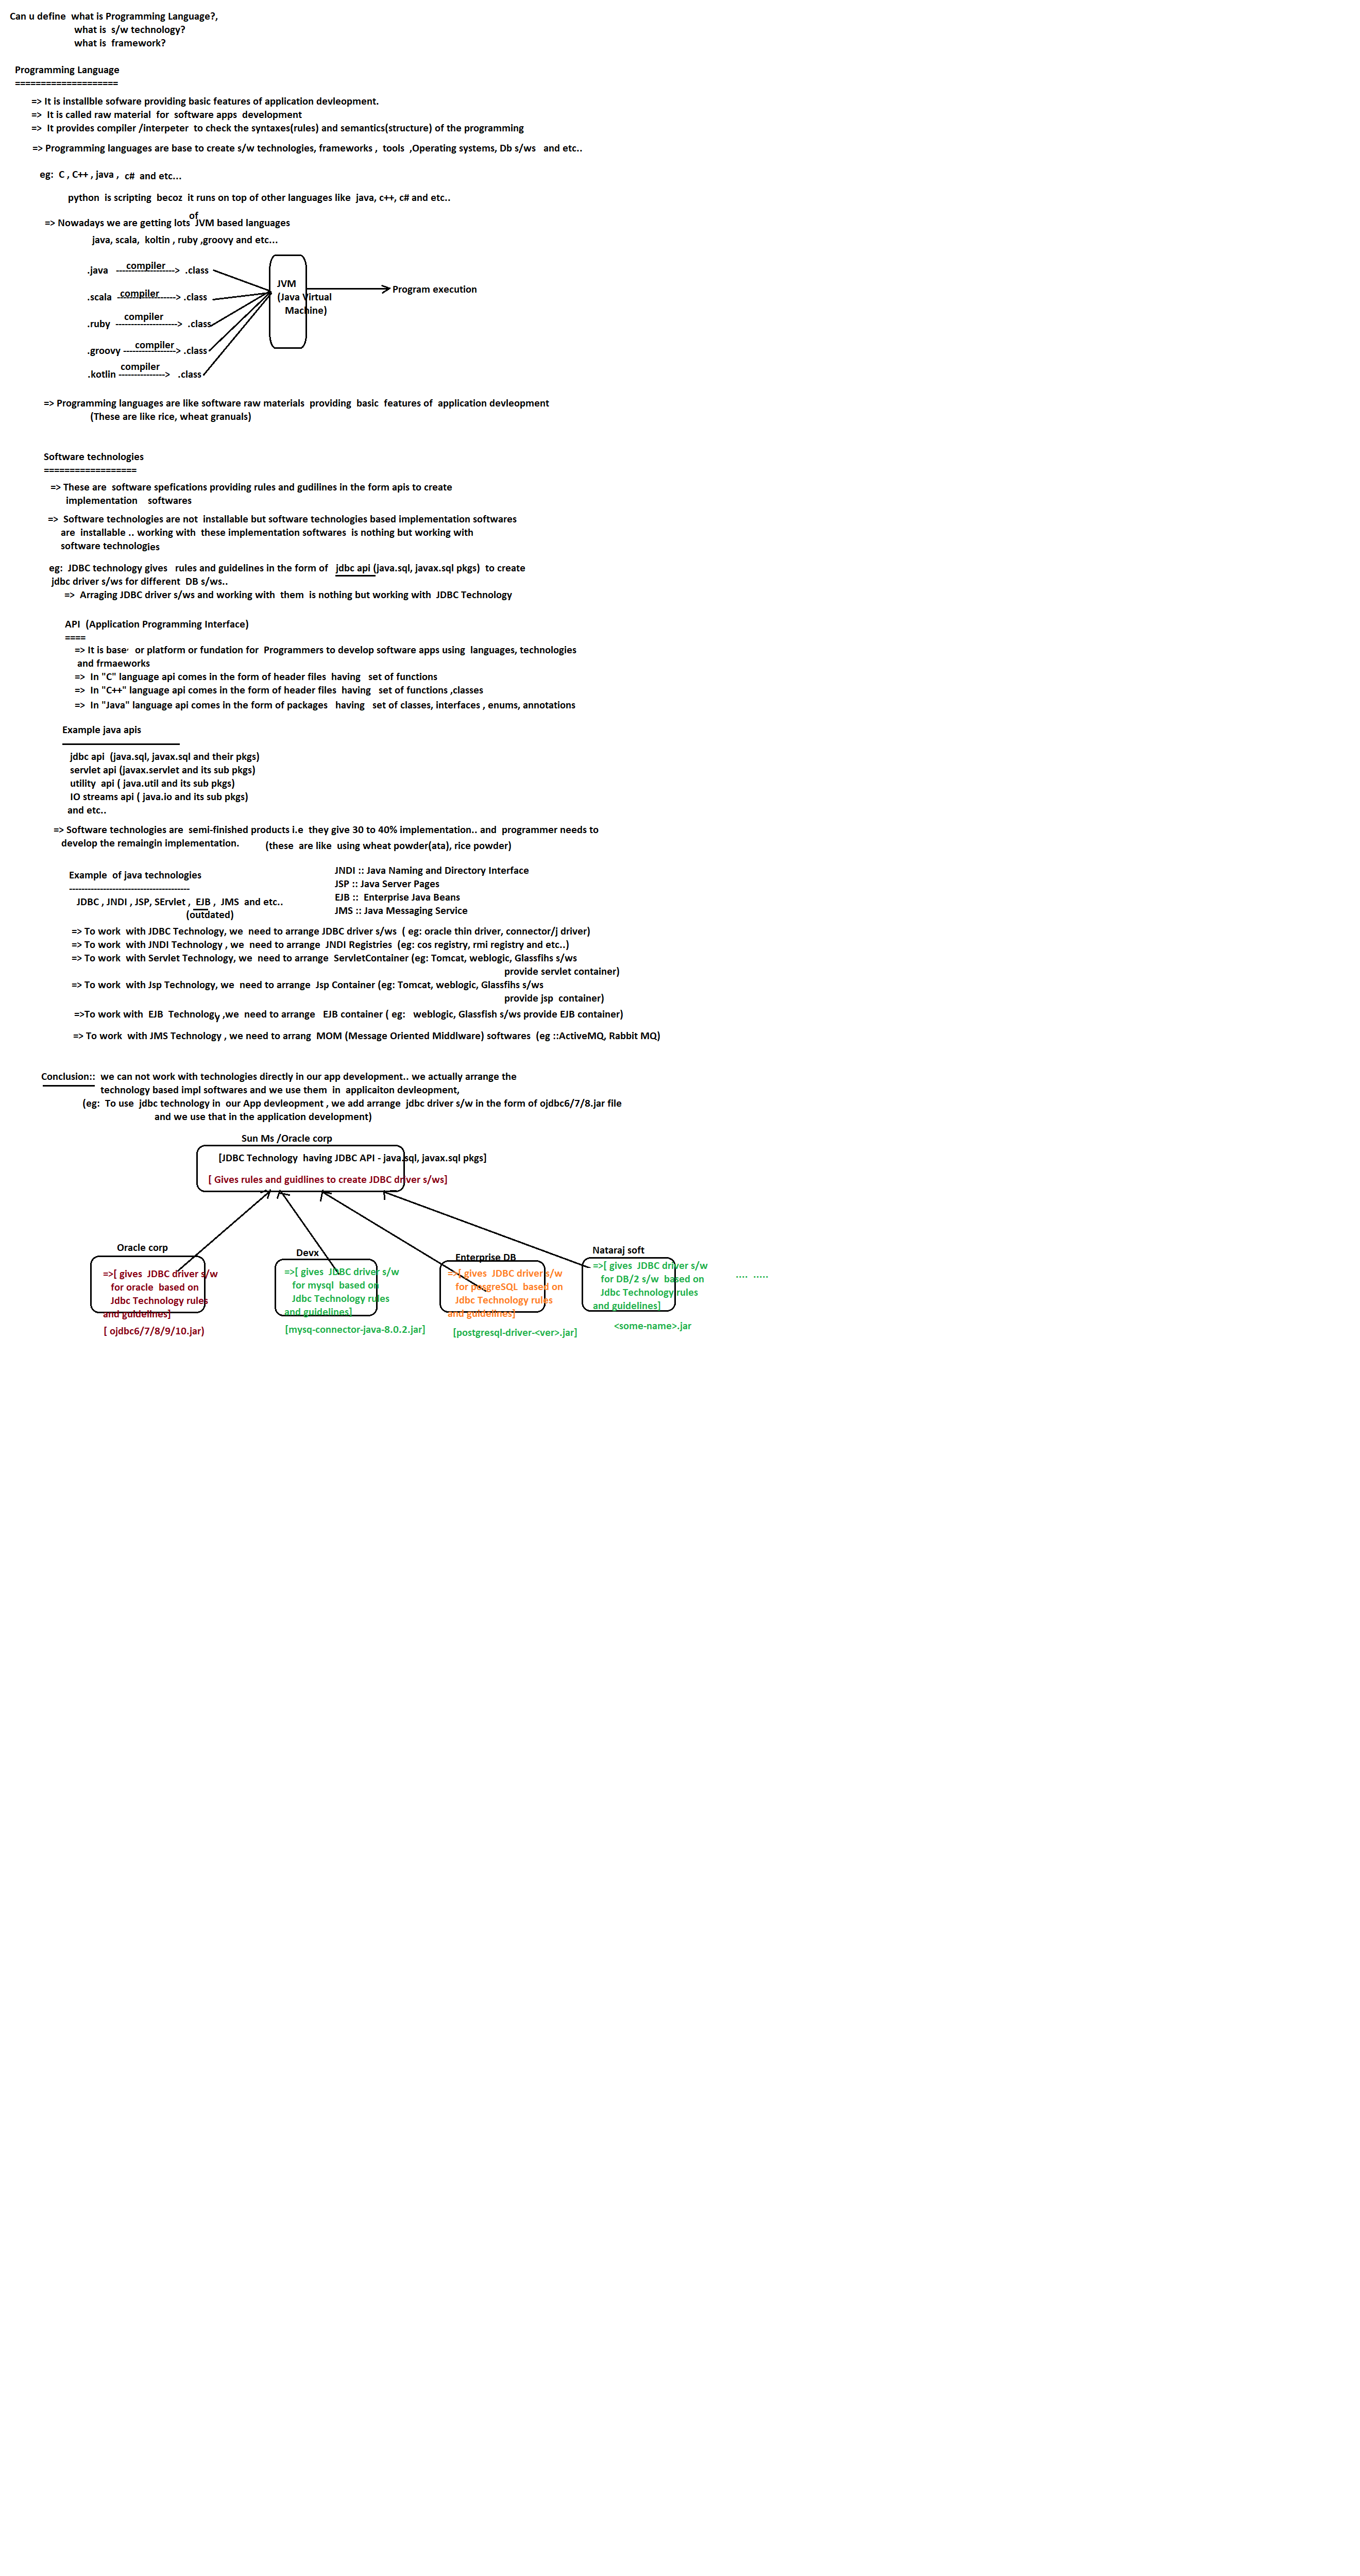 Can u define  what is Programming Language?,
what is  s/w technology?
what is  framework?
Programming Language
====================
=> It is installble sofware providing basic features of application devleopment.
=>  It is called raw material  for  software apps  development
=>  It provides compiler /interpeter  to check the syntaxes(rules) and semantics(structure) of the programming
=> Programming languages are base to create s/w technologies, frameworks ,  tools  ,Operating systems, Db s/ws   and etc..
eg:  C , C++ , java ,  c#  and etc...
python  is scripting  becoz  it runs on top of other languages like  java, c++, c# and etc..
=> Nowadays we are getting lots of JVM based languages
java, scala,  koltin , ruby ,groovy and etc...
.java   compiler ------------------->  .class
.scala  compiler ------------------->  .class
.ruby  compiler -------------------->  .class
.groovy compiler -----------------> .class
.kotlin compiler --------------->   .class
JVM
(Java Virtual
Machine)
Program execution
=> Programming languages are like software raw materials  providing  basic  features of  application devleopment
(These are like rice, wheat granuals)
Software technologies
==================
=> These are  software spefications providing rules and gudilines in the form apis to create
implementation    softwares
=>  Software technologies are not  installable but software technologies based implementation softwares
are  installable .. working with  these implementation softwares  is nothing but working with
software technologies
eg:  JDBC technology gives   rules and guidelines in the form of   jdbc api (java.sql, javax.sql pkgs)  to create
jdbc driver s/ws for different  DB s/ws..
=>  Arraging JDBC driver s/ws and working with  them  is nothing but working with  JDBC Technology
API  (Application Programming Interface)
====
=> It is base  or platform or fundation for  Programmers to develop software apps using  languages, technologies
and frmaeworks
=>  In "C" language api comes in the form of header files  having   set of functions
=>  In "C++" language api comes in the form of header files  having   set of functions ,classes
=>  In "Java" language api comes in the form of packages   having   set of classes, interfaces , enums, annotations
Example java apis
jdbc api  (java.sql, javax.sql and their pkgs)
servlet api (javax.servlet and its sub pkgs)
utility  api ( java.util and its sub pkgs)
IO streams api ( java.io and its sub pkgs)
and etc..
=> Software technologies are  semi-finished products i.e  they give 30 to 40% implementation.. and  programmer needs to
develop the remaingin implementation.   (these  are like  using wheat powder(ata), rice powder)
Example  of java technologies
---------------------------------------
JDBC , JNDI , JSP, SErvlet ,  EJB ,  JMS  and etc..
(outdated)
JNDI :: Java Naming and Directory Interface
JSP :: Java Server Pages
EJB ::  Enterprise Java Beans
JMS :: Java Messaging Service
=> To work  with JDBC Technology, we  need to arrange JDBC driver s/ws  ( eg: oracle thin driver, connector/j driver)
=> To work  with JNDI Technology , we  need to arrange  JNDI Registries  (eg: cos registry, rmi registry and etc..)
=> To work  with Servlet Technology, we  need to arrange  ServletContainer (eg: Tomcat, weblogic, Glassfihs s/ws
provide servlet container)
=> To work  with Jsp Technology, we  need to arrange  Jsp Container (eg: Tomcat, weblogic, Glassfihs s/ws
provide jsp  container)
=>To work with  EJB  Technology ,we  need to arrange   EJB container ( eg:   weblogic, Glassfish s/ws provide EJB container)
=> To work  with JMS Technology , we need to arrang  MOM (Message Oriented Middlware) softwares  (eg ::ActiveMQ, Rabbit MQ)
Conclusion::  we can not work with technologies directly in our app development.. we actually arrange the
technology based impl softwares and we use them  in  applicaiton devleopment,
(eg:  To use  jdbc technology in  our App devleopment , we add arrange  jdbc driver s/w in the form of ojdbc6/7/8.jar file
and we use that in the application development)
Sun Ms /Oracle corp
[JDBC Technology  having JDBC API - java.sql, javax.sql pkgs]
[ Gives rules and guidlines to create JDBC driver s/ws]
Oracle corp
=>[ gives  JDBC driver s/w
for oracle  based on
Jdbc Technology rules
and guidelines]
[ ojdbc6/7/8/9/10.jar)
Devx
=>[ gives  JDBC driver s/w
for mysql  based on
Jdbc Technology rules
and guidelines]
[mysq-connector-java-8.0.2.jar]
Enterprise DB
=>[ gives  JDBC driver s/w
for posgreSQL  based on
Jdbc Technology rules
and guidelines]
[postgresql-driver-<ver>.jar]
Nataraj soft
=>[ gives  JDBC driver s/w
for DB/2 s/w  based on
Jdbc Technology rules
and guidelines]
<some-name>.jar
....  .....